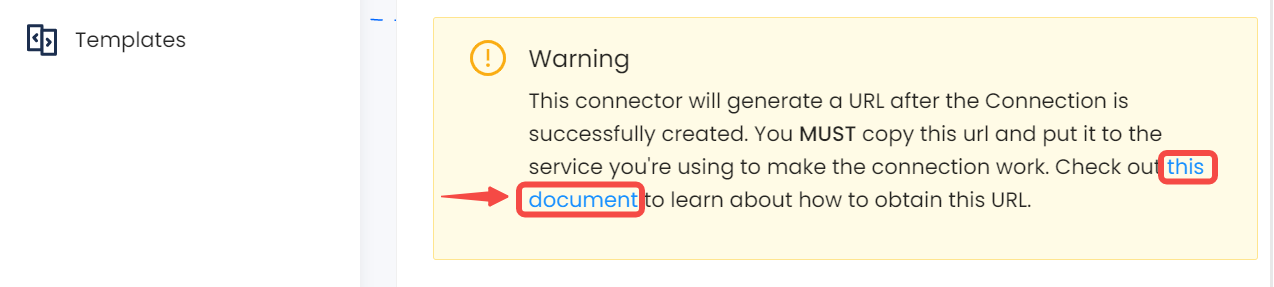 Templates
Warning
This connector will generate a URL after the Connection is
successfully created. You MUST copy this url and put it to the
service you're using to make the connection work. Check out this
document to learn about how to obtain this URL.